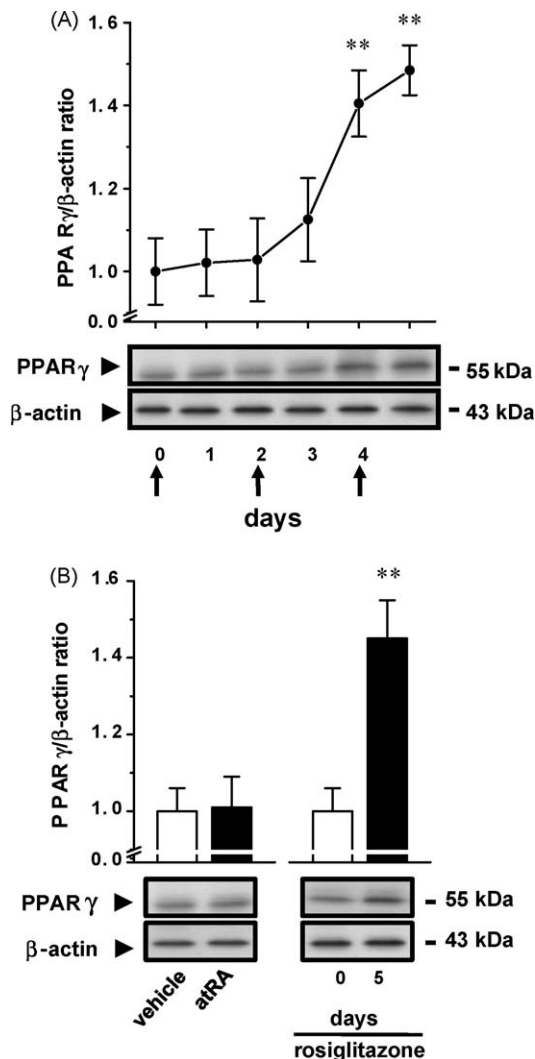 (A)
1.6
**
**
1.4
1.2
1.0
0.0
PPA Rγ/β-actin ratio
PPARγ
55 kDa
β-actin
43 kDa
0 1 2 3 4
days
(B)
1.6
**
1.4
1.2
1.0
0.0
P PAR γ/β-actin ratio
PPAR γ
55 kDa
β-actin
43 kDa
vehicle
atRA
0 5
days
rosiglitazone